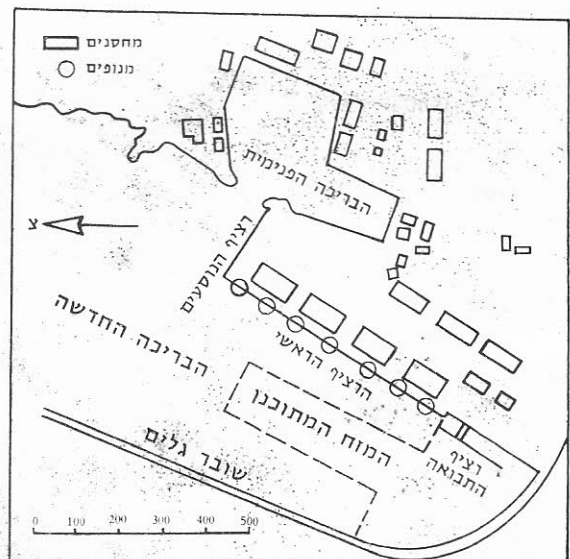 מחסנים
מנופים
הבריכה הפנימית
צ
רציף הנוסעים
הבריכה החדשה
הרציף הראשי
המזח המתוכנן
רציף
התבואה
שובר גלים
0 100 200 300 400 500